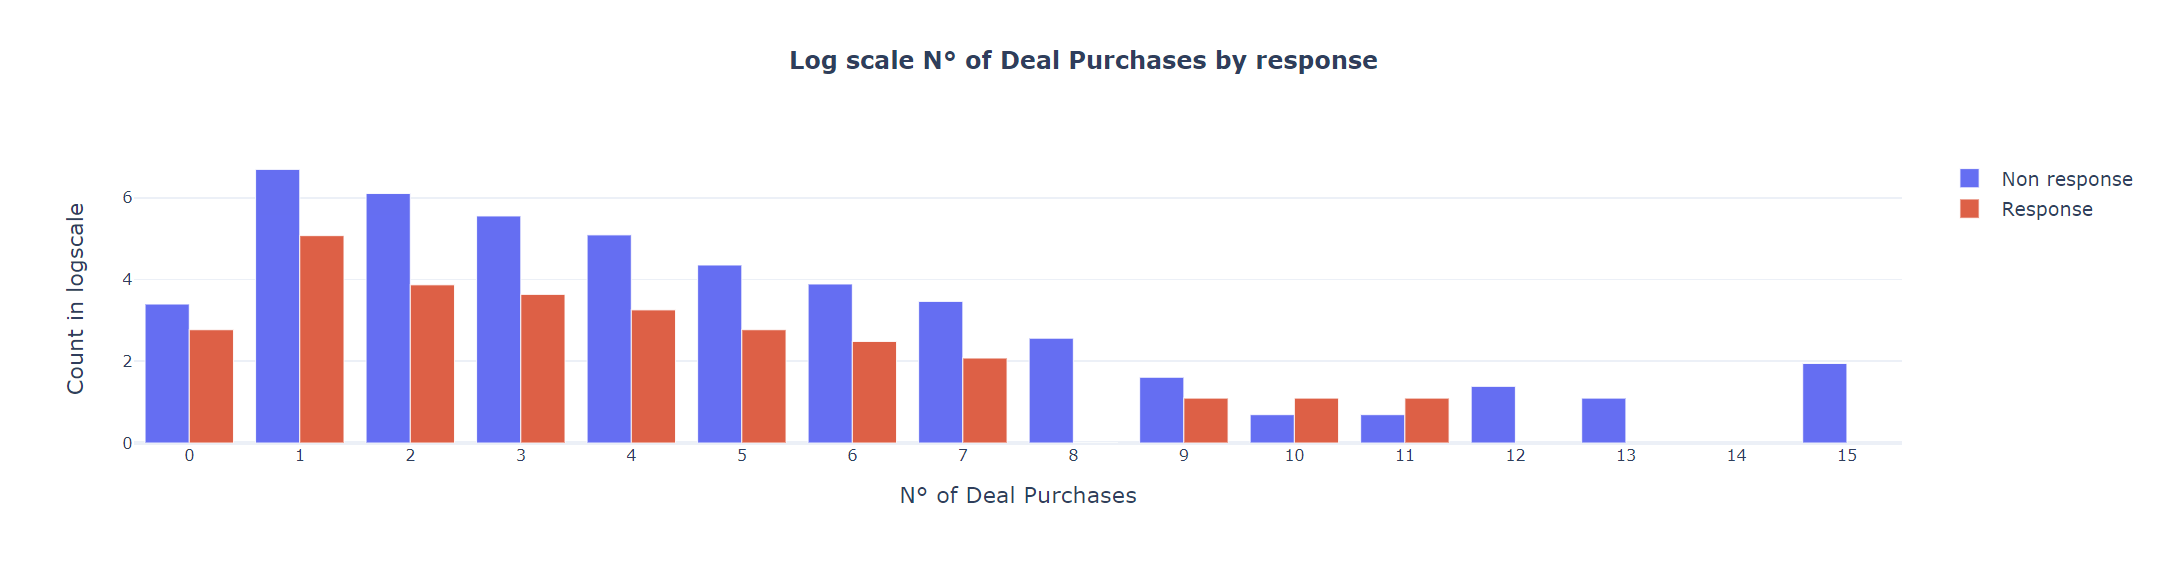 Log scale N° of Deal Purchases by response
Non response
Response
Count in logscale
6
4
2
0
0 1 2 3 4 5 6 7 8 9 10 11 12 13 14 15
N° of Deal Purchases